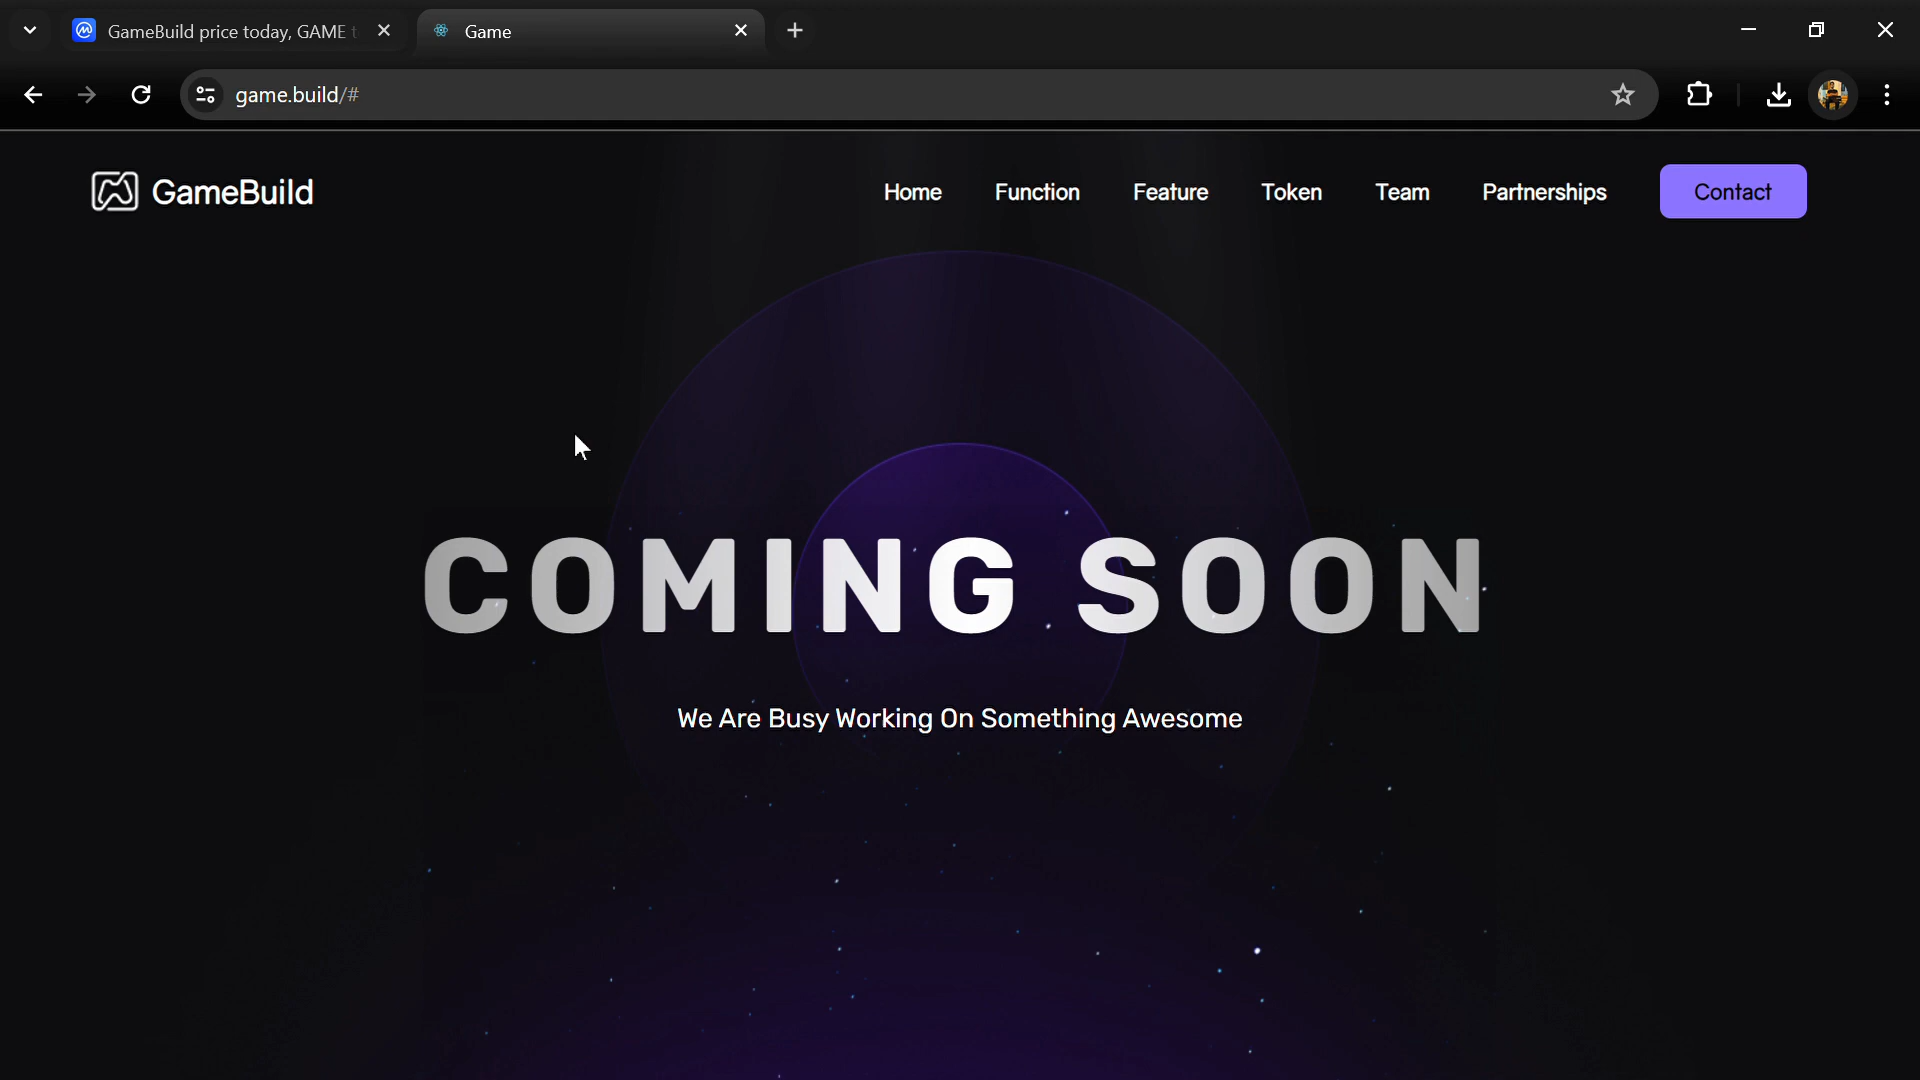 GameBuild price today, GAME t
Game
game.build/#
GameBuild
Home
Function
Feature
Token
Team
Partnerships
Contact
COMING SOON
We Are Busy Working On Something Awesome